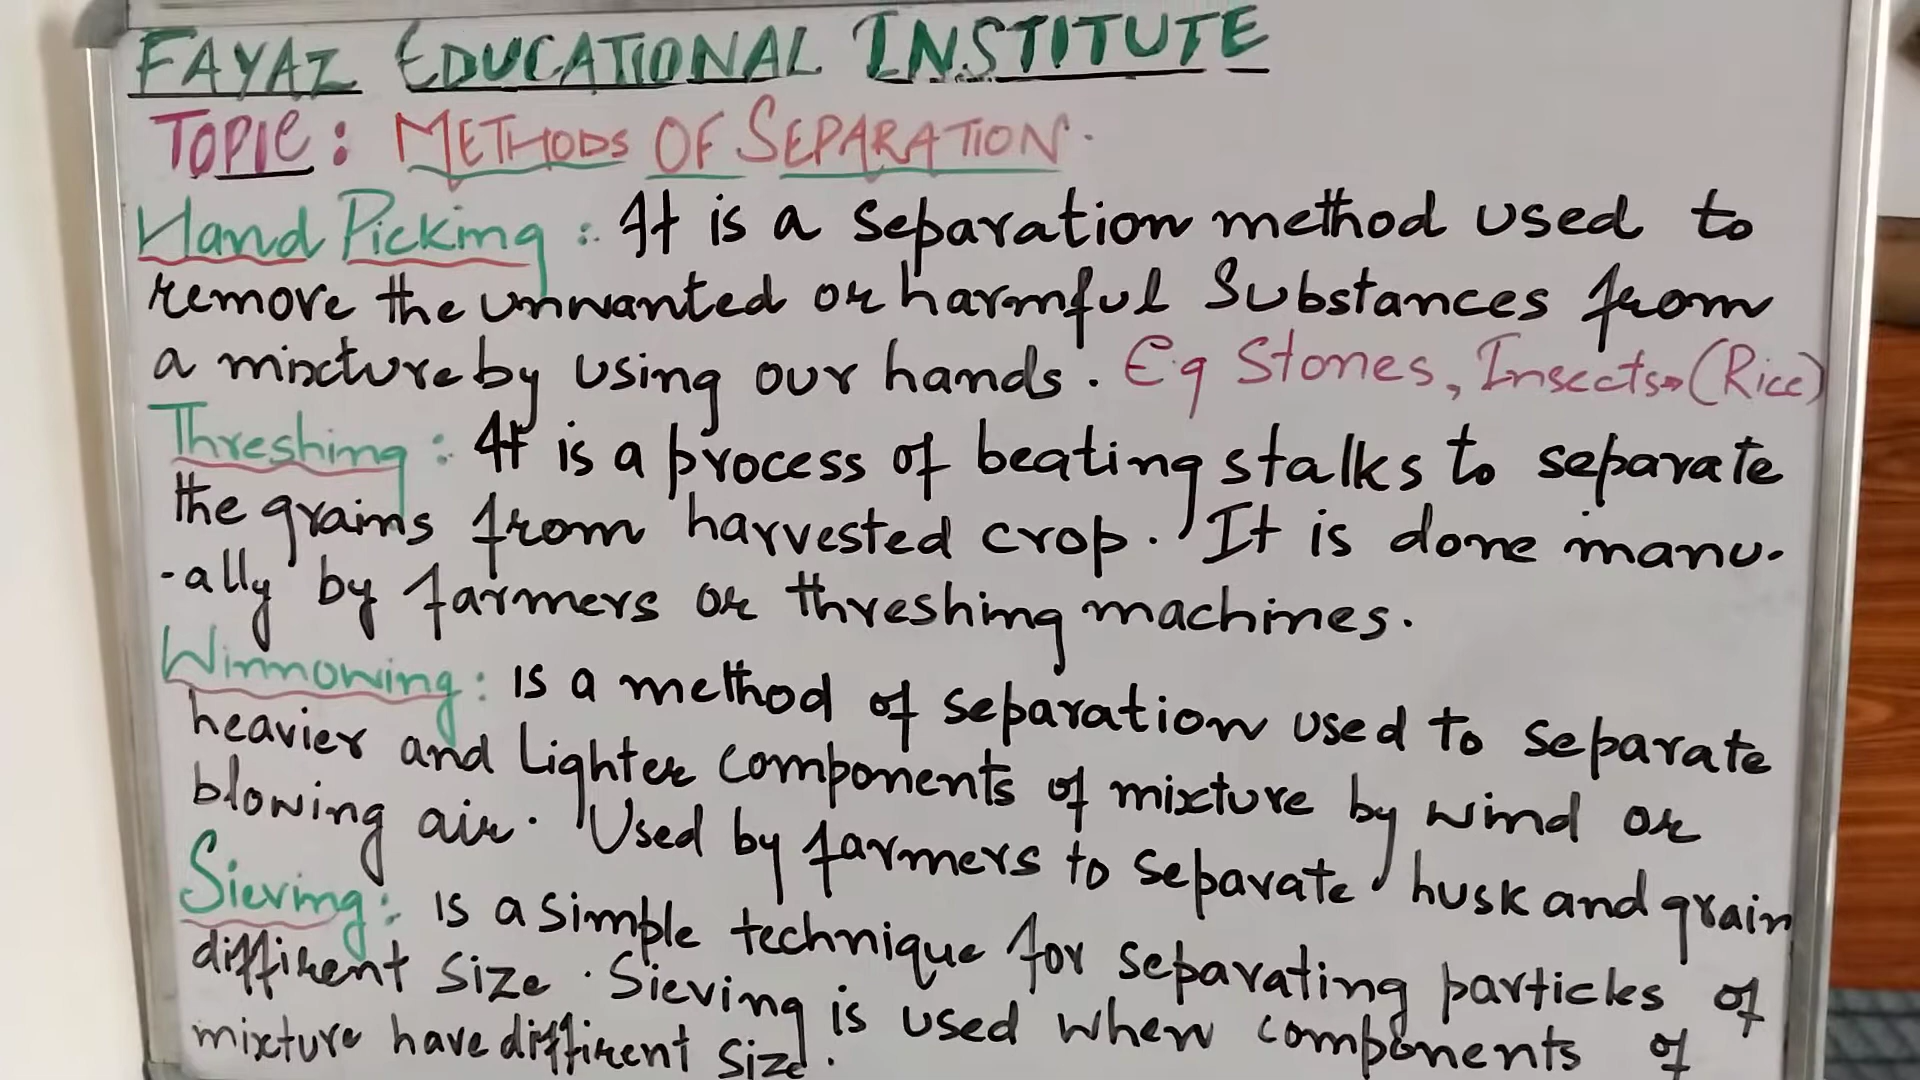 FAYAZ EDUCATIONAL INSTITUTE
TOPIC: METHODS OF SEPARATION.
Hand Picking: It is a separation method used to
remove the unwanted or harmful substances from
a mixture by using our hands. Eg Stones, Insects→(Rice)
Threshing: It is a process of beating stalks to separate
the grains from harvested crop. It is done manu-
-ally by farmers or threshing machines.
Winnowing: is a method of separation used to separate
heavier and lighter components of mixture by wind or
blowing air. Used by farmers to separate husk and grain
Sieving: is a simple technique for separating particles of
diffirent size. Sieving is used when components of
mixture have diffirent size.